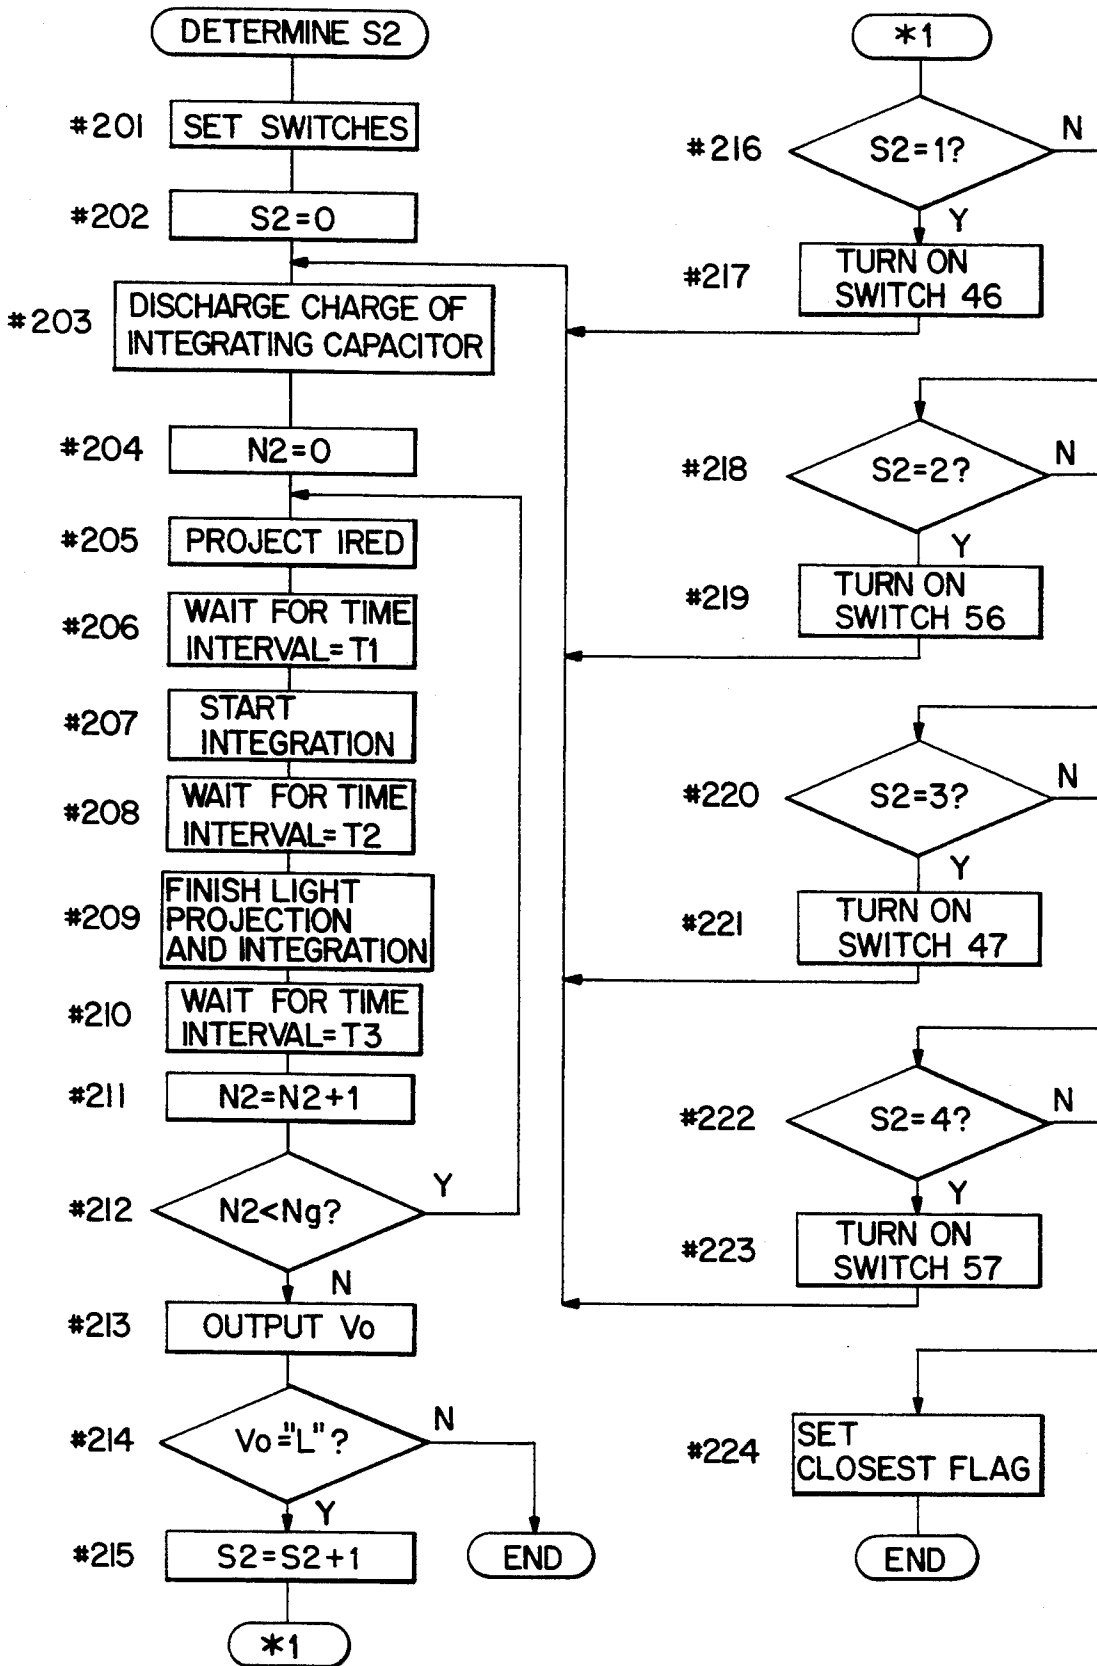 DETERMINE S2
#201
SET SWITCHES
#202
S2=0
#203
DISCHARGE CHARGE OF
INTEGRATING CAPACITOR
#204
N2=0
#205
PROJECT IRED
#206
WAIT FOR TIME
INTERVAL=T1
#207
START
INTEGRATION
#208
WAIT FOR TIME
INTERVAL=T2
#209
FINISH LIGHT
PROJECTION
AND INTEGRATION
#210
WAIT FOR TIME
INTERVAL=T3
#211
N2=N2+1
#212
N2<Ng?
Y
N
#213
OUTPUT Vo
#214
Vo="L"?
N
Y
END
#215
S2=S2+1
*1
*1
#216
S2=1?
N
Y
#217
TURN ON
SWITCH 46
#218
S2=2?
N
Y
#219
TURN ON
SWITCH 56
#220
S2=3?
N
Y
#221
TURN ON
SWITCH 47
#222
S2=4?
N
Y
#223
TURN ON
SWITCH 57
#224
SET
CLOSEST FLAG
END